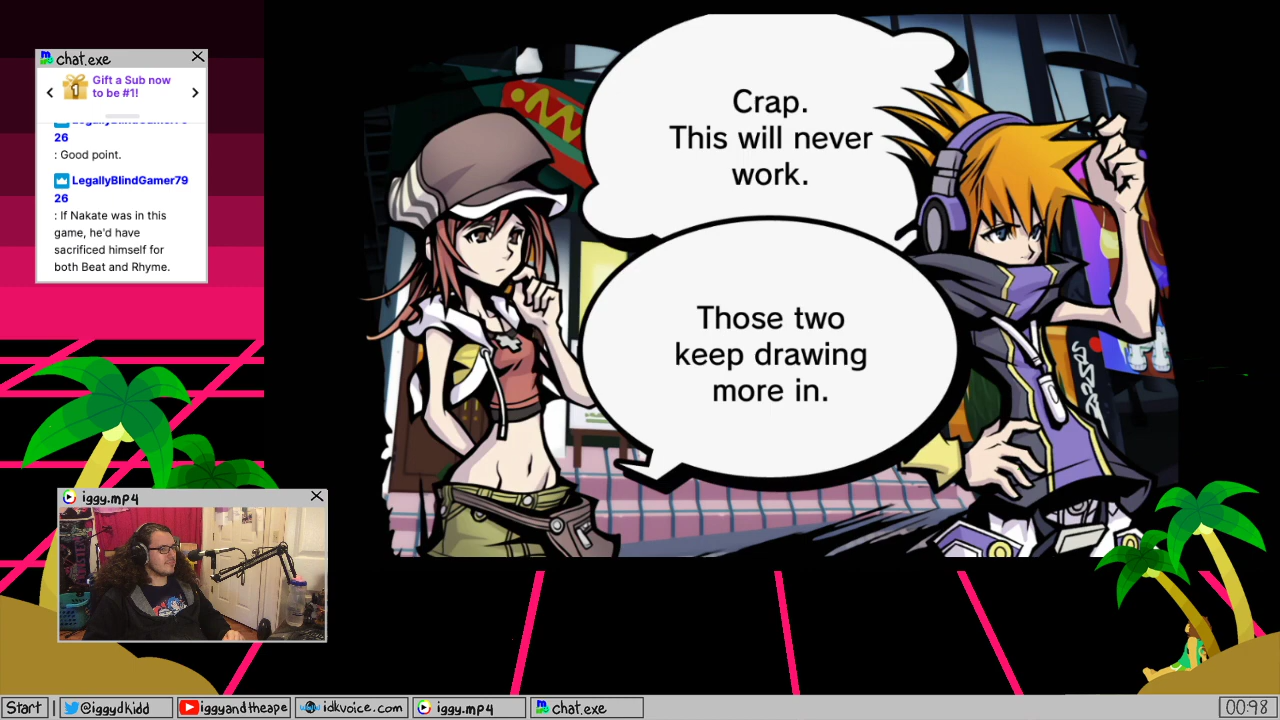 chat.exe
Gift a Sub now
to be #1!
1
26
: Good point.
LegallyBlindGamer79
26
: If Nakate was in this
game, he'd have
sacrificed himself for
both Beat and Rhyme.
Crap.
This will never
work.
Those two
keep drawing
more in.
iggy.mp4
Start
@iggydkidd
iggyandtheape
idkvoice.com
iggy.mp4
chat.exe
00:98